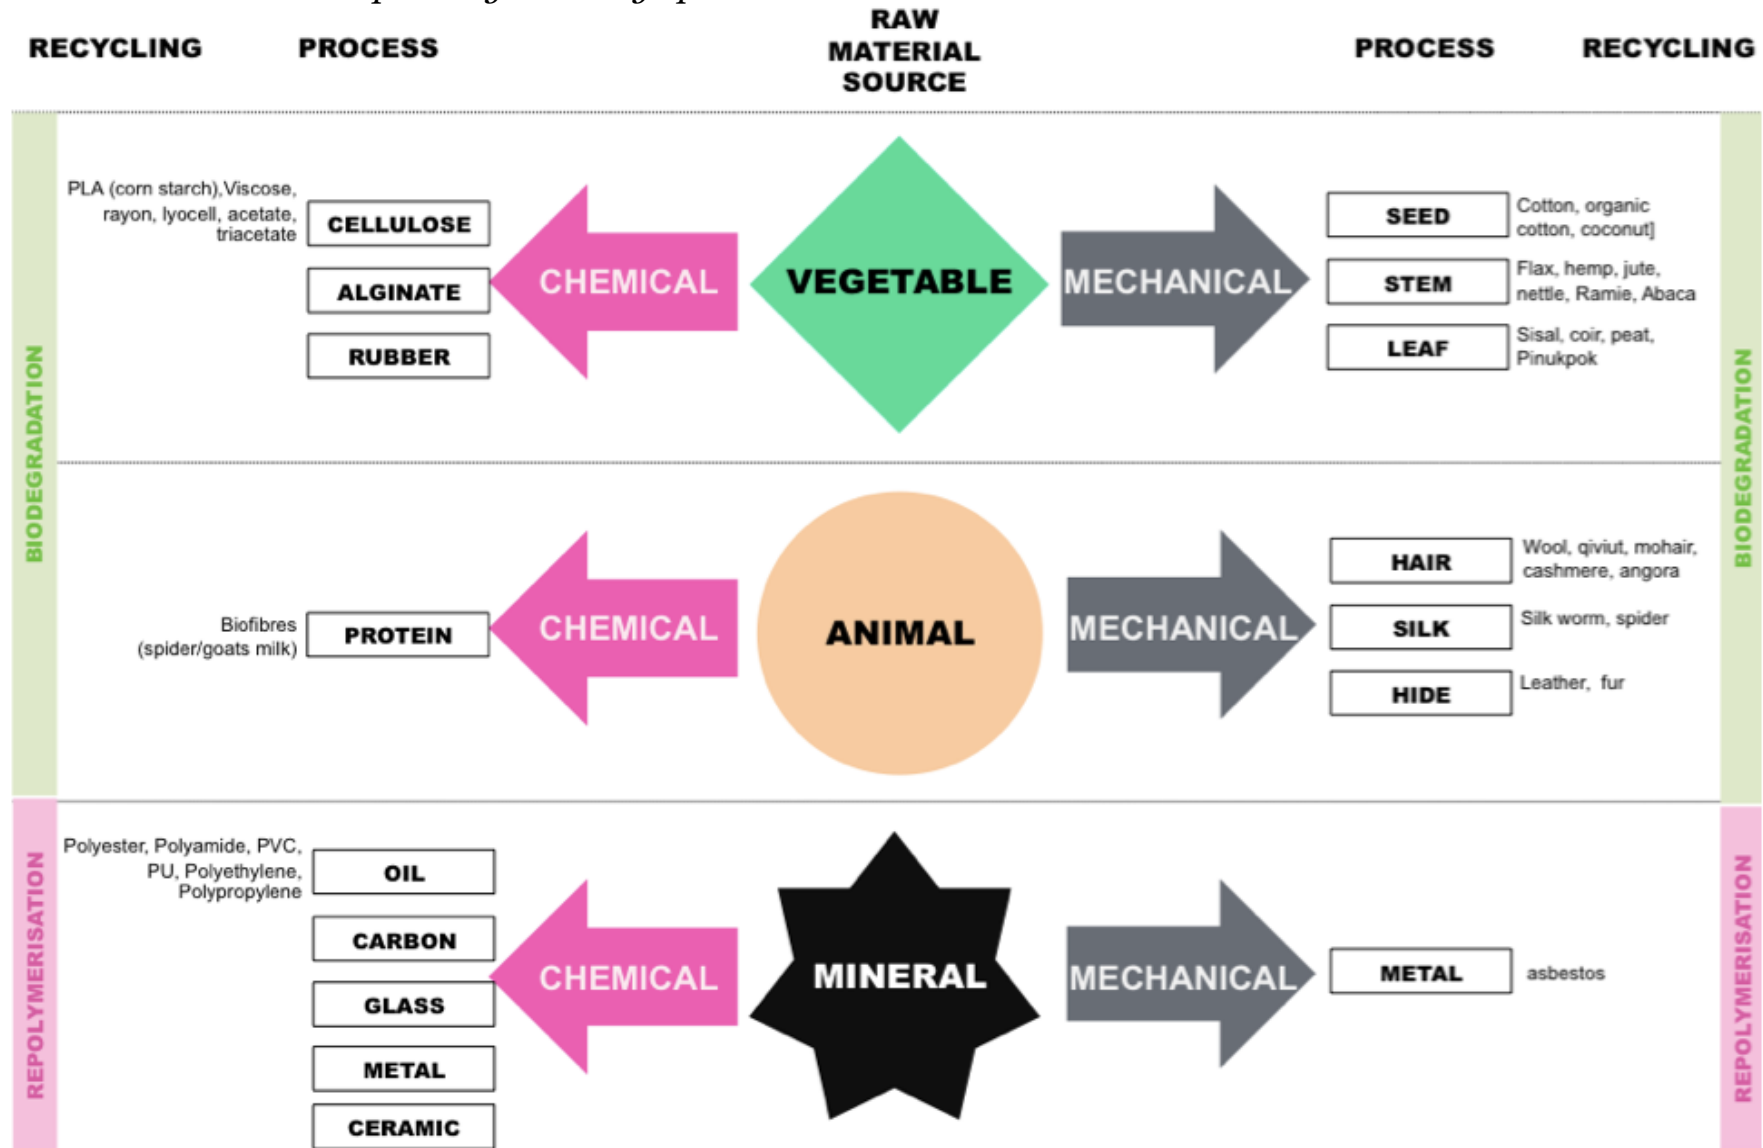 RAW
MATERIAL
SOURCE
RECYCLING
PROCESS
PROCESS
RECYCLING
BIODEGRADATION
PLA (corn starch),Viscose,
rayon, lyocell, acetate,
triacetate
CELLULOSE
ALGINATE
RUBBER
CHEMICAL
VEGETABLE
MECHANICAL
SEED
Cotton, organic
cotton, coconut]
STEM
Flax, hemp, jute,
nettle, Ramie, Abaca
LEAF
Sisal, coir, peat,
Pinukpok
BIODEGRADATION
Biofibres
(spider/goats milk)
PROTEIN
CHEMICAL
ANIMAL
MECHANICAL
HAIR
Wool, qiviut, mohair,
cashmere, angora
SILK
Silk worm, spider
HIDE
Leather, fur
REPOLYMERISATION
Polyester, Polyamide, PVC,
PU, Polyethylene,
Polypropylene
OIL
CARBON
GLASS
METAL
CERAMIC
CHEMICAL
MINERAL
MECHANICAL
METAL
asbestos
REPOLYMERISATION